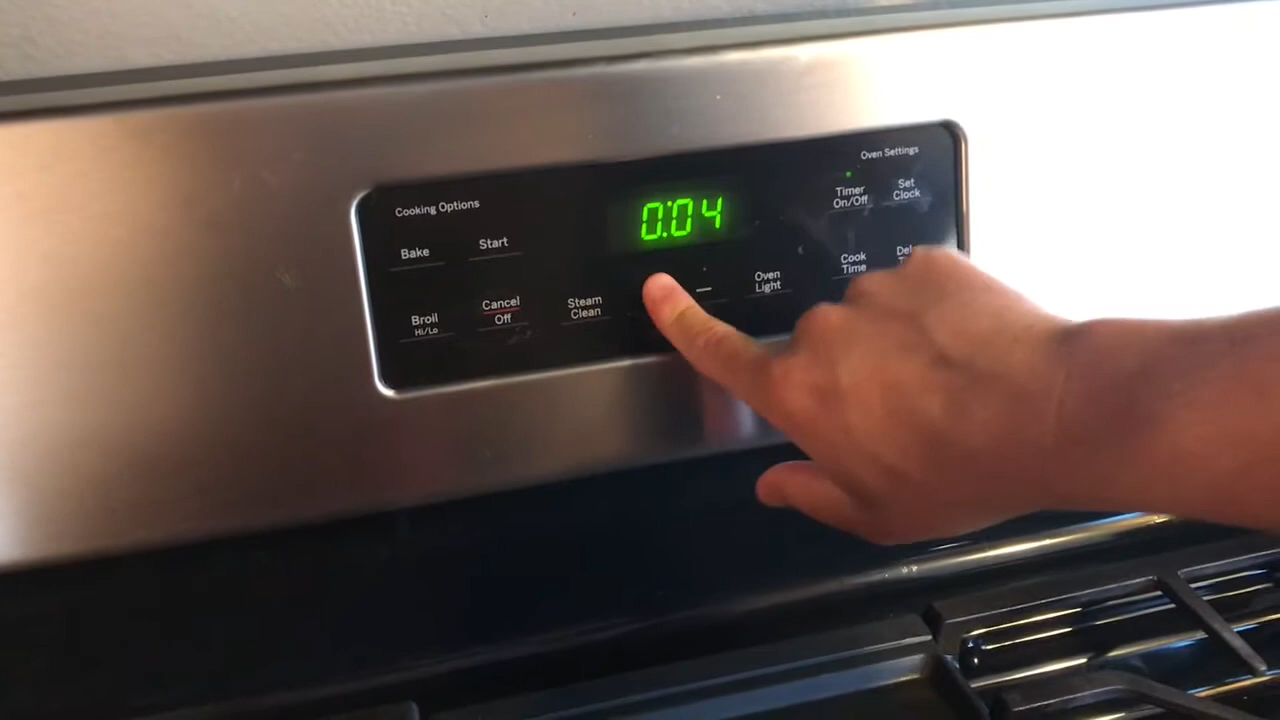 Cooking Options
Bake
Start
Broil
Hi/Lo
Cancel
Off
Steam
Clean
0:04
−
Oven
Light
Oven Settings
Timer
On/Off
Set
Clock
Cook
Time